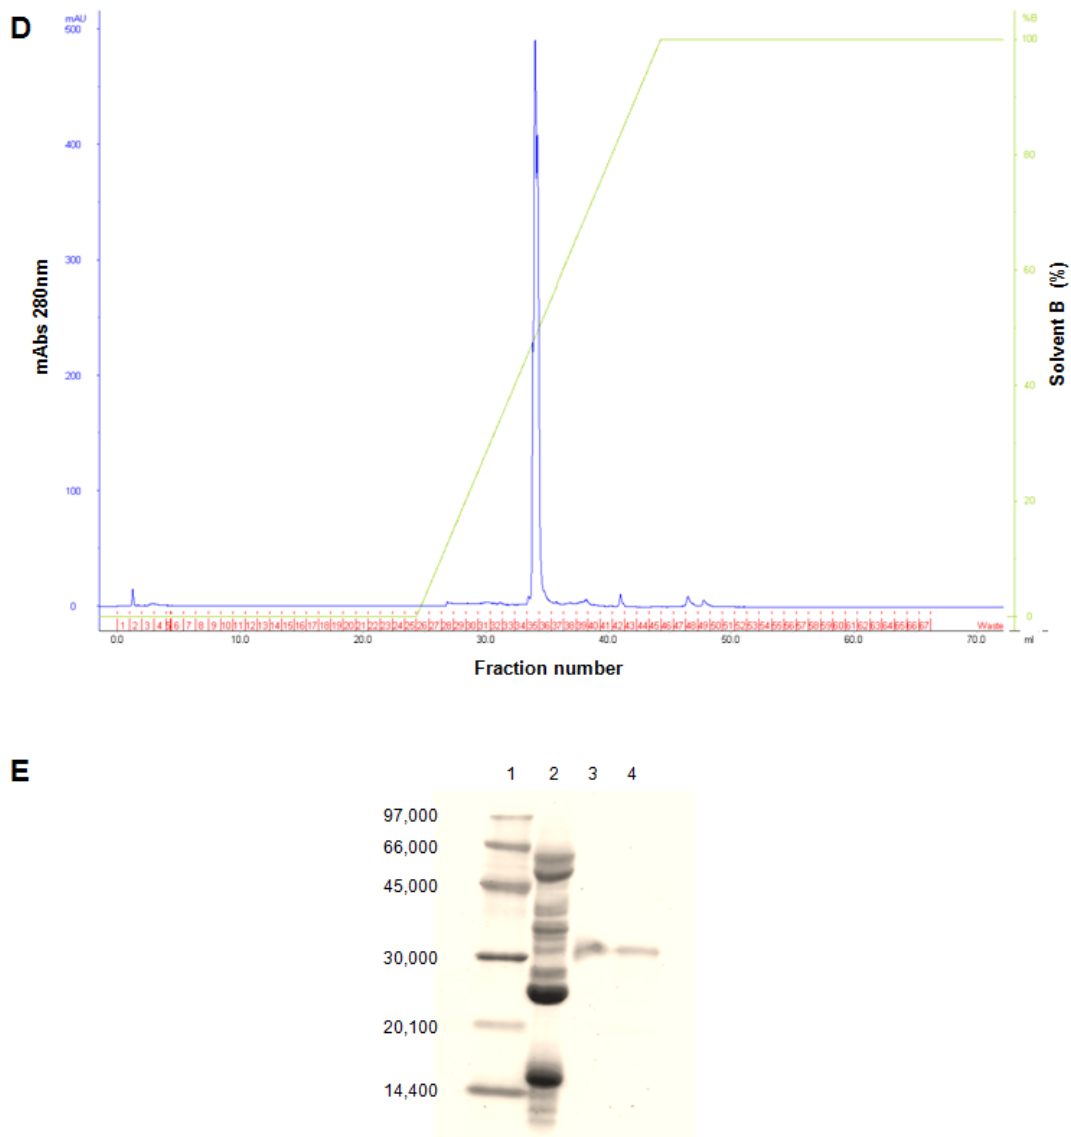 D
mAU
%B
500
100
400
80
300
60
200
40
100
20
0
0
mAbs 280nm
Solvent B (%)
1 2 3 4 5 6 7 8 9 10 11 12 13 14 15 16 17 18 19 20 21 22 23 24 25 26 27 28 29 30 31 32 33 34 35 36 37 38 39 40 41 42 43 44 45 46 47 48 49 50 51 52 53 54 55 56 57 58 59 60 61 62 63 64 65 66 67 Waste
0.0 10.0 20.0 30.0 40.0 50.0 60.0 70.0 ml
Fraction number
E
1 2 3 4
97,000
66,000
45,000
30,000
20,100
14,400